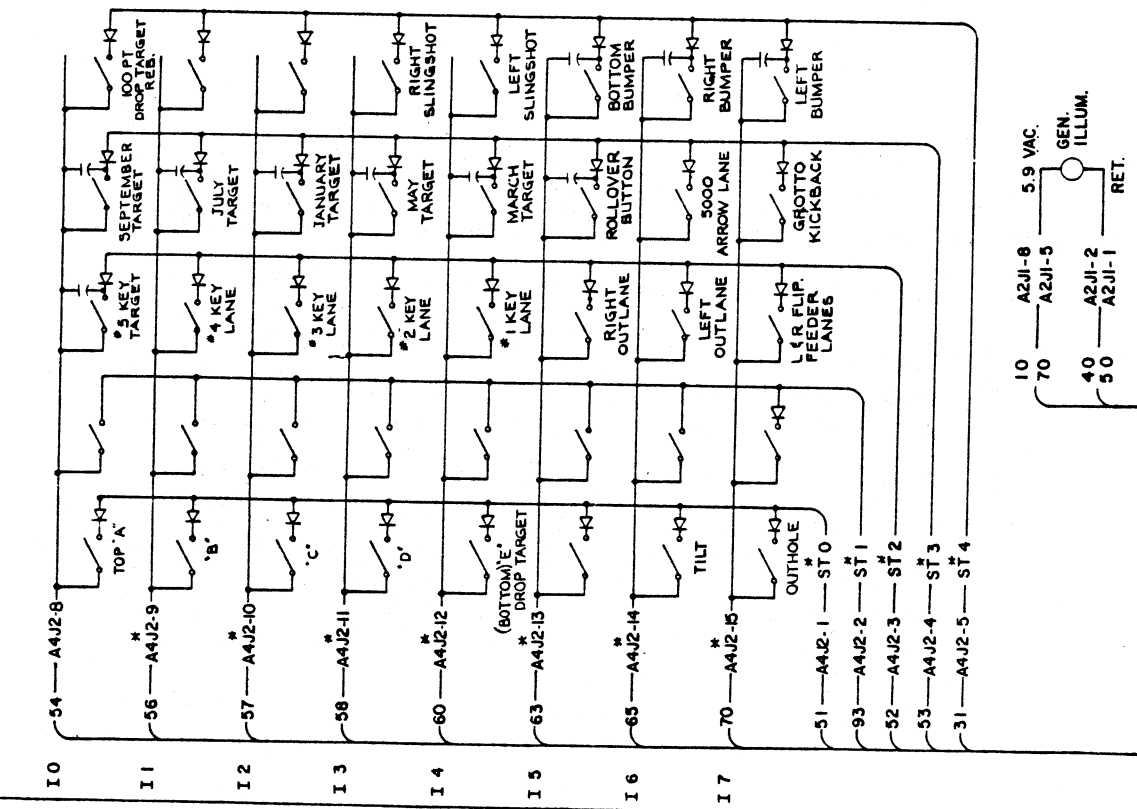 I 0
54 A4J2-8
TOP "A"
#5 KEY
TARGET
SEPTEMBER
TARGET
100 PT
DROP TARGET
REB.
I 1
56 A4J2-9
*
"B"
#4 KEY
LANE
JULY
TARGET
I 2
57 A4J2-10
*
"C"
#3 KEY
LANE
JANUARY
TARGET
I 3
58 A4J2-11
*
"D"
#2 KEY
LANE
MAY
TARGET
RIGHT
SLINGSHOT
I 4
60 A4J2-12
*
(BOTTOM) "E"
DROP TARGET
#1 KEY
LANE
MARCH
TARGET
LEFT
SLINGSHOT
I 5
63 A4J2-13
*
RIGHT
OUTLANE
ROLLOVER
BUTTON
BOTTOM
BUMPER
I 6
65 A4J2-14
*
TILT
LEFT
OUTLANE
5000
ARROW LANE
RIGHT
BUMPER
I 7
70 A4J2-15
*
OUTHOLE
L & R FLIP.
FEEDER
LANES
GROTTO
KICKBACK
LEFT
BUMPER
51 A4J2-1 ST 0
*
93 A4J2-2 ST 1
*
52 A4J2-3 ST 2
*
53 A4J2-4 ST 3
*
31 A4J2-5 ST 4
*
10 A2J1-8 5.9 VAC.
70 A2J1-5
GEN.
ILLUM.
40 A2J1-2
50 A2J1-1
RET.